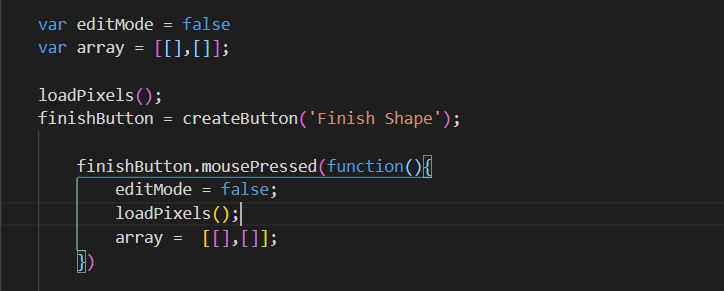 var editMode = false
var array = [[],[]];
loadPixels();
finishButton = createButton('Finish Shape');
finishButton.mousePressed(function(){
editMode = false;
loadPixels();
array =  [[],[]];
})